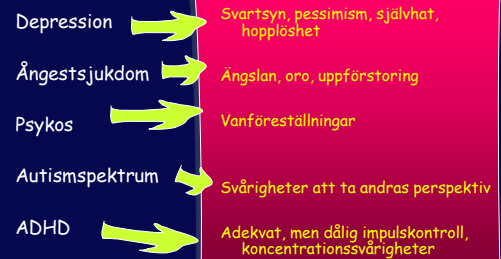 Depression
Svartsyn, pessimism, självhat,
hopplöshet
Ångestsjukdom
Ängslan, oro, uppförstoring
Psykos
Vanföreställningar
Autismspektrum
Svårigheter att ta andras perspektiv
ADHD
Adekvat, men dålig impulskontroll,
koncentrationssvårigheter